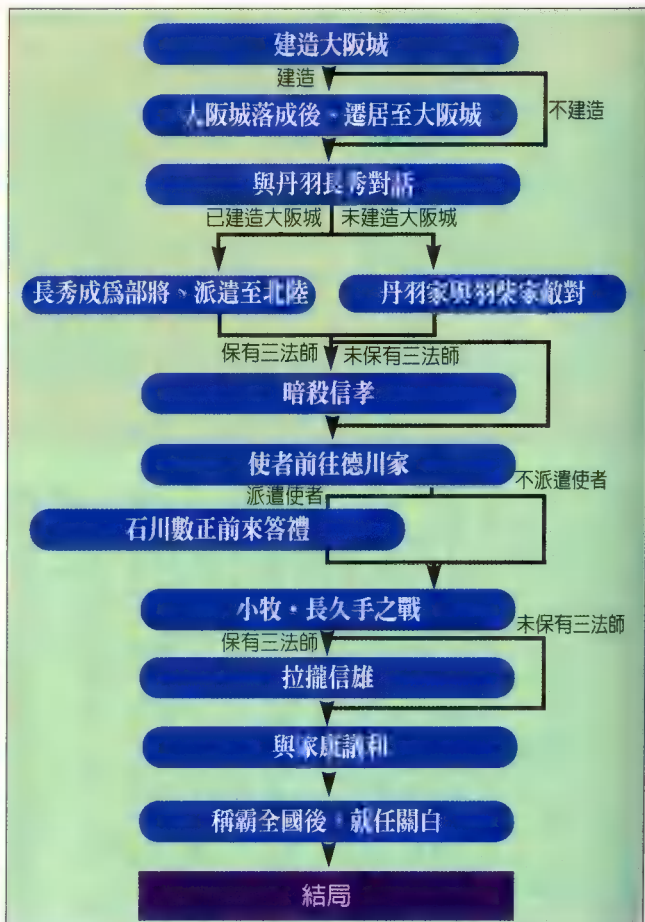 建造大阪城
建造
不建造
大阪城落成後、遷居至大阪城
與丹羽長秀對話
已建造大阪城 未建造大阪城
長秀成爲部將、派遣至北陸 丹羽家與羽柴家敵對
保有三法師 未保有三法師
暗殺信孝
使者前往德川家
派遣使者 不派遣使者
石川數正前來答禮
小牧・長久手之戰
保有三法師 未保有三法師
拉攏信雄
與家康議和
稱霸全國後、就任關白
結局